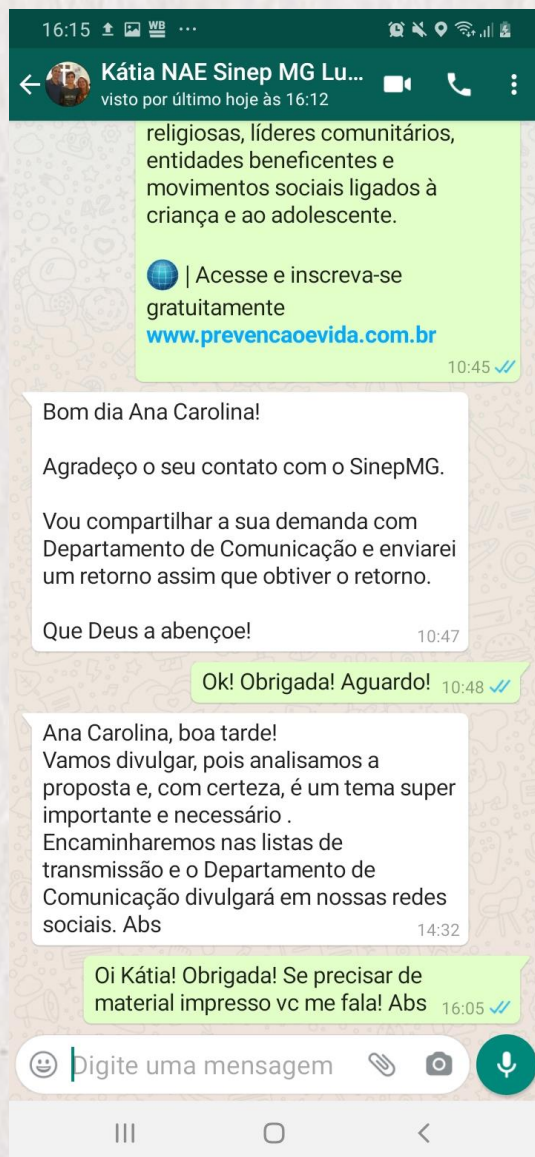 16:15 WB ...
Kátia NAE Sinep MG Lu...
visto por último hoje às 16:12
religiosas, líderes comunitários,
entidades beneficentes e
movimentos sociais ligados à
criança e ao adolescente.
| Acesse e inscreva-se
gratuitamente
www.prevencaoevida.com.br
10:45
Bom dia Ana Carolina!
Agradeço o seu contato com o SinepMG.
Vou compartilhar a sua demanda com
Departamento de Comunicação e enviarei
um retorno assim que obtiver o retorno.
Que Deus a abençoe! 10:47
Ok! Obrigada! Aguardo! 10:48
Ana Carolina, boa tarde!
Vamos divulgar, pois analisamos a
proposta e, com certeza, é um tema super
importante e necessário .
Encaminharemos nas listas de
transmissão e o Departamento de
Comunicação divulgará em nossas redes
sociais. Abs 14:32
Oi Kátia! Obrigada! Se precisar de
material impresso vc me fala! Abs 16:05
Digite uma mensagem